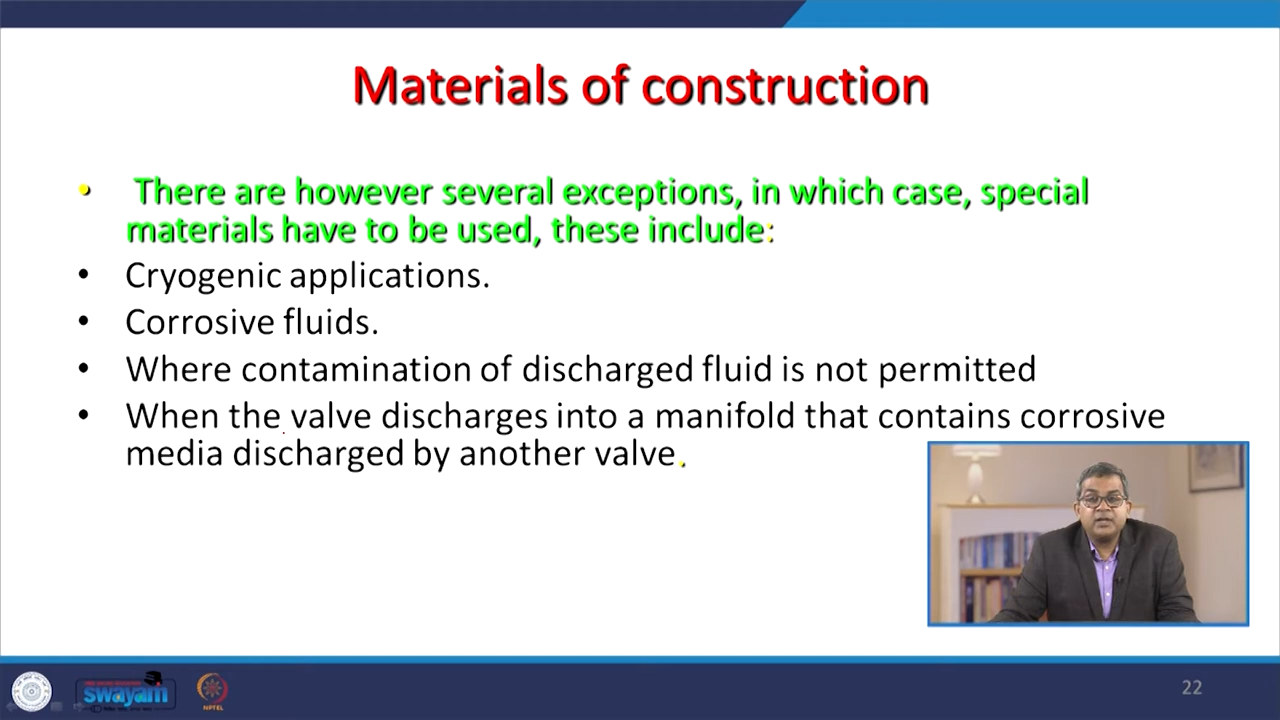 Materials of construction
• There are however several exceptions, in which case, special
materials have to be used, these include:
• Cryogenic applications.
• Corrosive fluids.
• Where contamination of discharged fluid is not permitted
• When the valve discharges into a manifold that contains corrosive
media discharged by another valve.
swayam
NPTEL
22